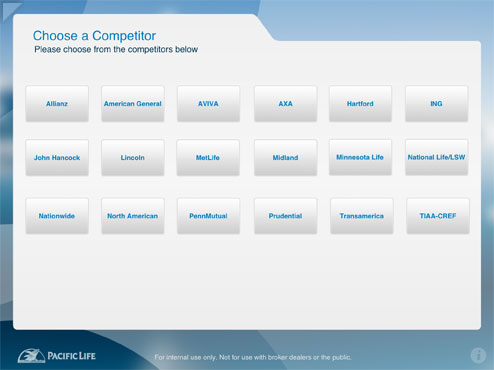 Choose a Competitor
Please choose from the competitors below
Allianz
American General
AVIVA
AXA
Hartford
ING
John Hancock
Lincoln
MetLife
Midland
Minnesota Life
National Life/LSW
Nationwide
North American
PennMutual
Prudential
Transamerica
TIAA-CREF
PACIFIC LIFE
For internal use only. Not for use with broker dealers or the public.
i